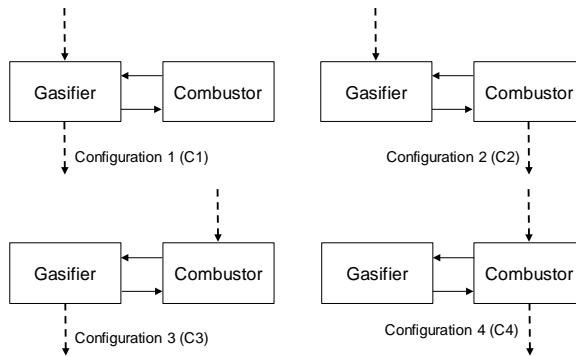 Gasifier
Combustor
Gasifier
Combustor
Configuration 1 (C1)
Configuration 2 (C2)
Gasifier
Combustor
Gasifier
Combustor
Configuration 3 (C3)
Configuration 4 (C4)